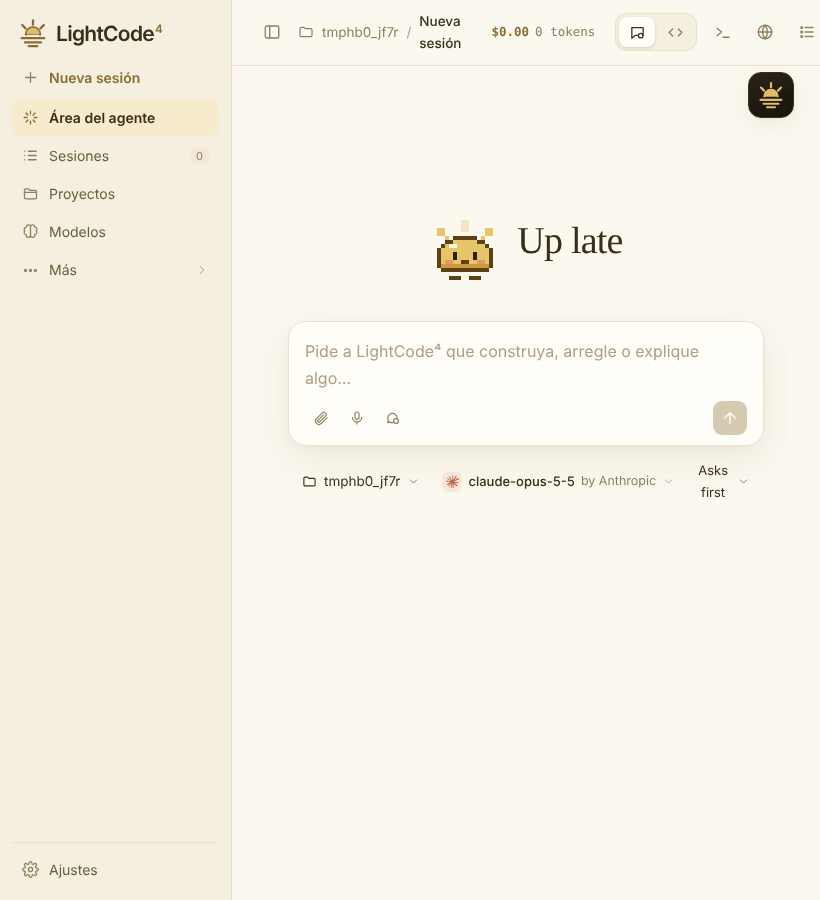 LightCode⁴
Nueva sesión
Área del agente
Sesiones 0
Proyectos
Modelos
Más
Ajustes
tmphb0_jf7r / Nueva sesión
$0.00 0 tokens
Up late
Pide a LightCode⁴ que construya, arregle o explique
algo...
tmphb0_jf7r
claude-opus-5-5 by Anthropic
Asks
first